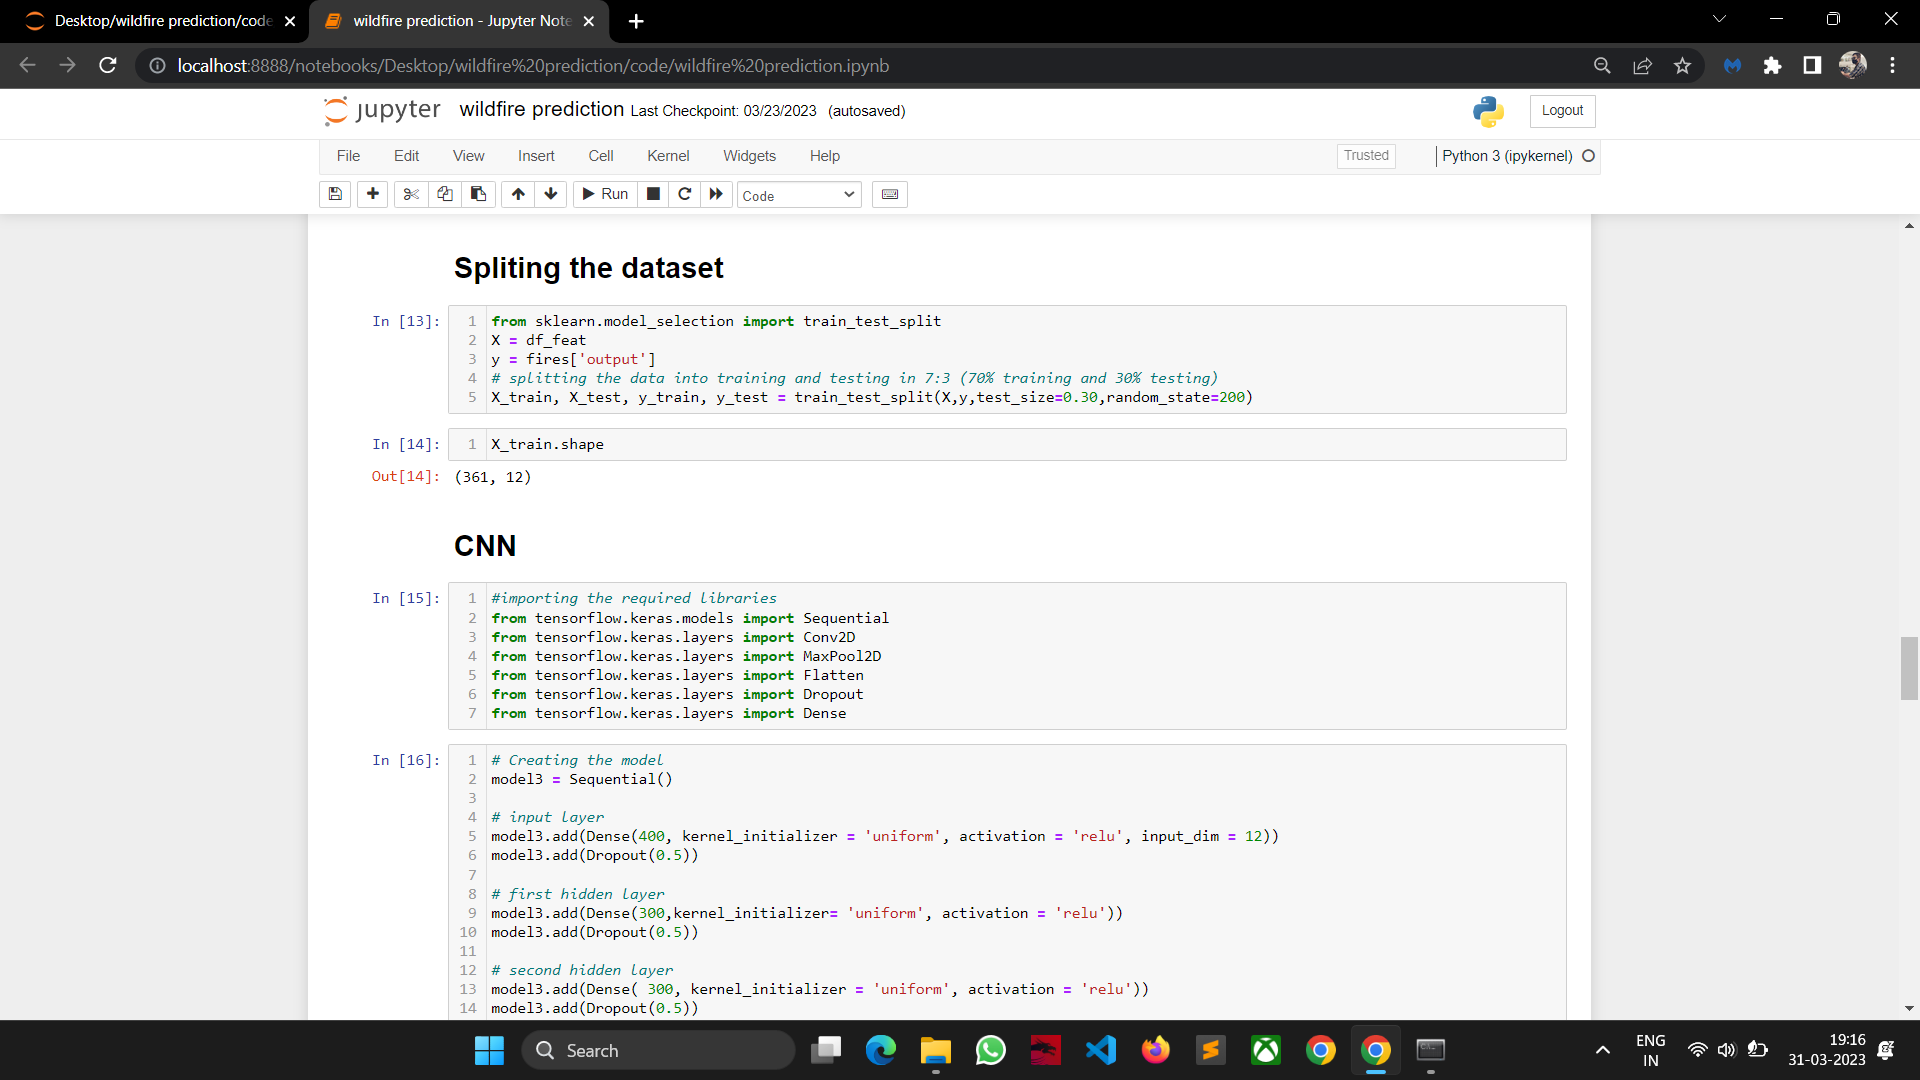 Desktop/wildfire prediction/code
wildfire prediction - Jupyter Note
localhost:8888/notebooks/Desktop/wildfire%20prediction/code/wildfire%20prediction.ipynb
jupyter wildfire prediction Last Checkpoint: 03/23/2023 (autosaved)
Logout
File Edit View Insert Cell Kernel Widgets Help
Trusted
Python 3 (ipykernel)
Run
Code
Spliting the dataset
In [13]:
1 from sklearn.model_selection import train_test_split
2 X = df_feat
3 y = fires['output']
4 # splitting the data into training and testing in 7:3 (70% training and 30% testing)
5 X_train, X_test, y_train, y_test = train_test_split(X,y,test_size=0.30,random_state=200)
In [14]:
1 X_train.shape
Out[14]: (361, 12)
CNN
In [15]:
1 #importing the required libraries
2 from tensorflow.keras.models import Sequential
3 from tensorflow.keras.layers import Conv2D
4 from tensorflow.keras.layers import MaxPool2D
5 from tensorflow.keras.layers import Flatten
6 from tensorflow.keras.layers import Dropout
7 from tensorflow.keras.layers import Dense
In [16]:
1 # Creating the model
2 model3 = Sequential()
3
4 # input layer
5 model3.add(Dense(400, kernel_initializer = 'uniform', activation = 'relu', input_dim = 12))
6 model3.add(Dropout(0.5))
7
8 # first hidden layer
9 model3.add(Dense(300,kernel_initializer= 'uniform', activation = 'relu'))
10 model3.add(Dropout(0.5))
11
12 # second hidden layer
13 model3.add(Dense( 300, kernel_initializer = 'uniform', activation = 'relu'))
14 model3.add(Dropout(0.5))
Search
ENG
IN
19:16
31-03-2023